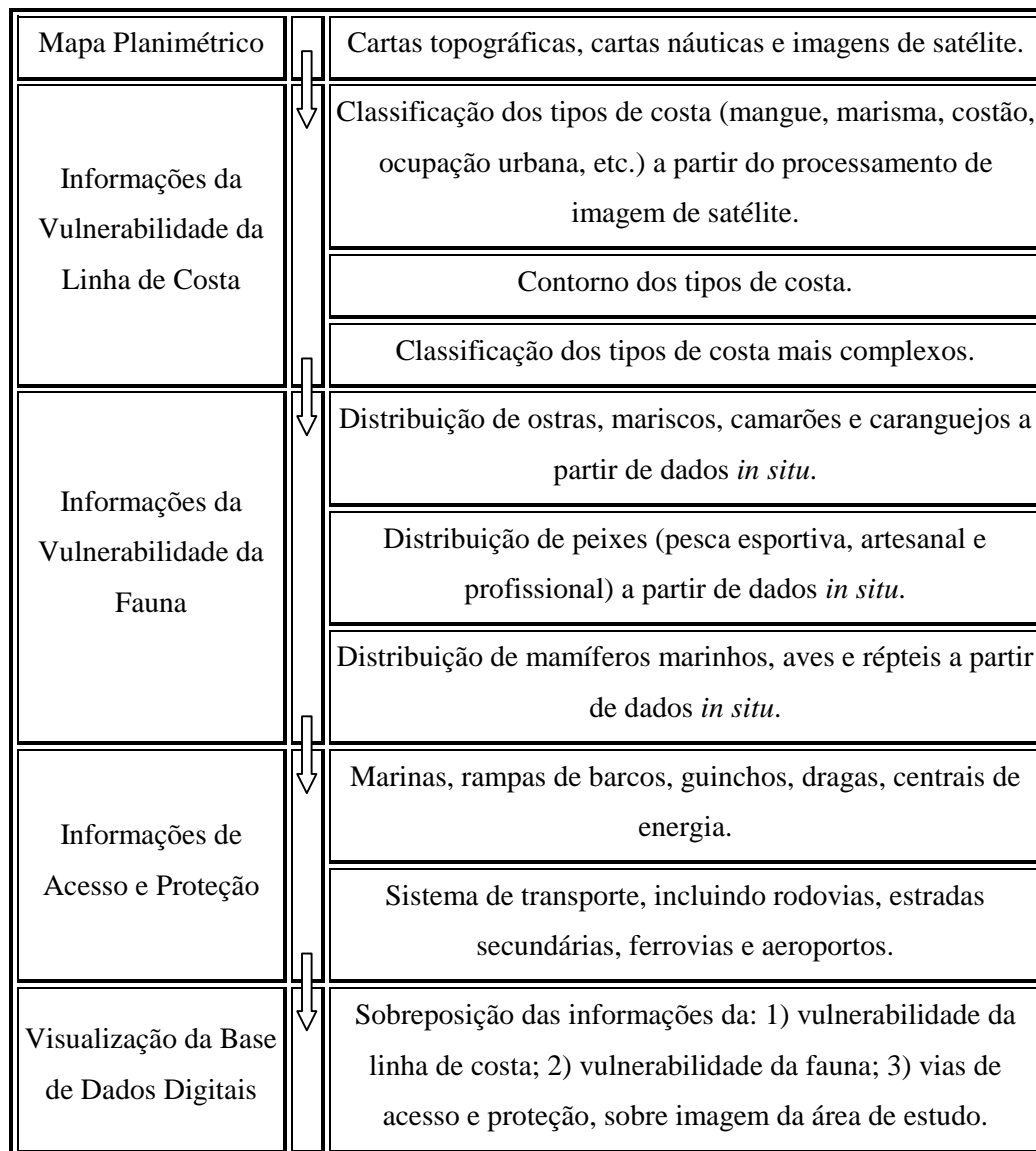 Mapa Planimétrico
Cartas topográficas, cartas náuticas e imagens de satélite.
Informações da
Vulnerabilidade da
Linha de Costa
Classificação dos tipos de costa (mangue, marisma, costão,
ocupação urbana, etc.) a partir do processamento de
imagem de satélite.
Contorno dos tipos de costa.
Classificação dos tipos de costa mais complexos.
Informações da
Vulnerabilidade da
Fauna
Distribuição de ostras, mariscos, camarões e caranguejos a
partir de dados in situ.
Distribuição de peixes (pesca esportiva, artesanal e
profissional) a partir de dados in situ.
Distribuição de mamíferos marinhos, aves e répteis a partir
de dados in situ.
Informações de
Acesso e Proteção
Marinas, rampas de barcos, guinchos, dragas, centrais de
energia.
Sistema de transporte, incluindo rodovias, estradas
secundárias, ferrovias e aeroportos.
Visualização da Base
de Dados Digitais
Sobreposição das informações da: 1) vulnerabilidade da
linha de costa; 2) vulnerabilidade da fauna; 3) vias de
acesso e proteção, sobre imagem da área de estudo.